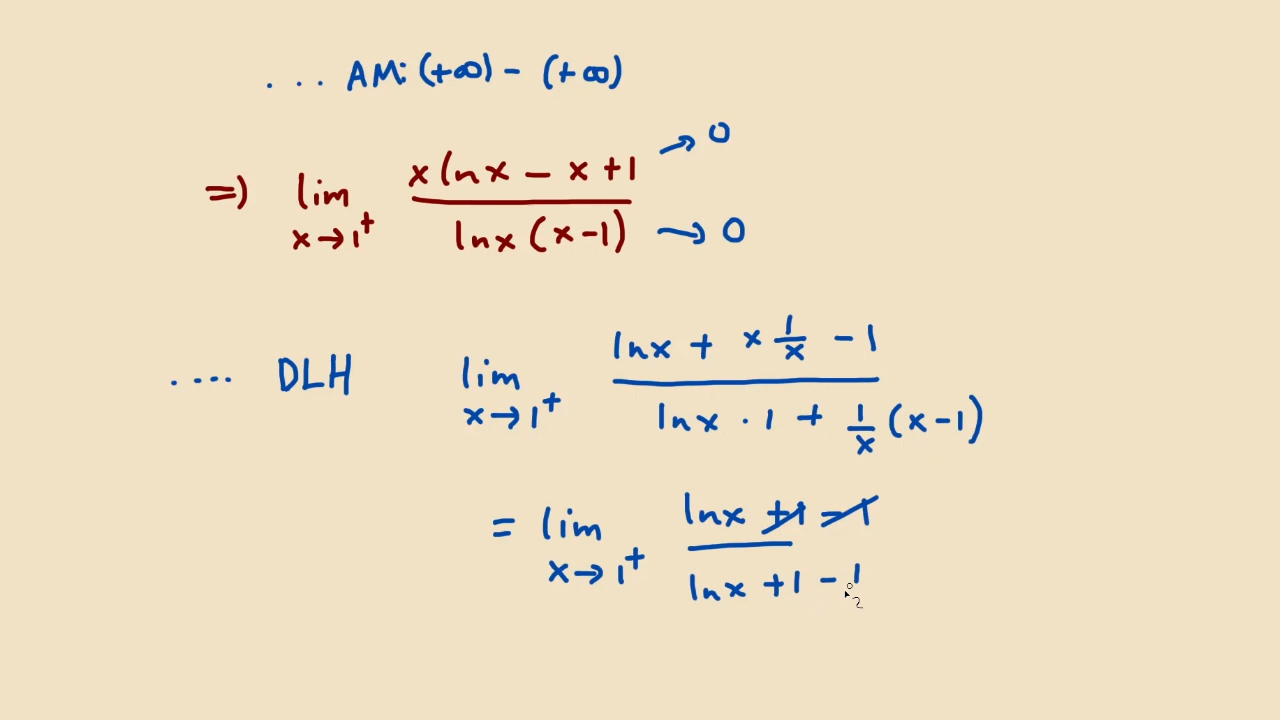 ... AM: (+∞) - (+∞)
=> lim x→1⁺ (x lnx - x + 1) / (lnx (x-1)) → 0 → 0
.... DLH lim x→1⁺ (lnx + x 1/x - 1) / (lnx · 1 + 1/x (x-1))
= lim x→1⁺ (lnx +1 -1) / (lnx +1 - 1